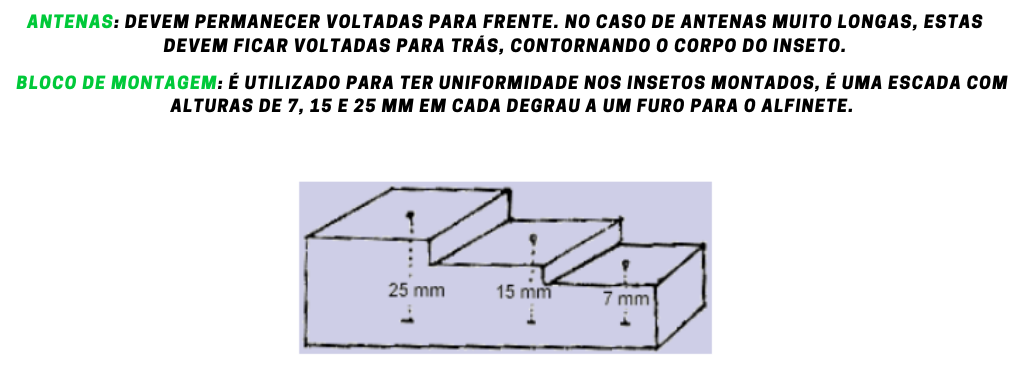 ANTENAS: DEVEM PERMANECER VOLTADAS PARA FRENTE. NO CASO DE ANTENAS MUITO LONGAS, ESTAS
DEVEM FICAR VOLTADAS PARA TRÁS, CONTORNANDO O CORPO DO INSETO.
BLOCO DE MONTAGEM: É UTILIZADO PARA TER UNIFORMIDADE NOS INSETOS MONTADOS, É UMA ESCADA COM
ALTURAS DE 7, 15 E 25 MM EM CADA DEGRAU A UM FURO PARA O ALFINETE.
25 mm 15 mm 7 mm